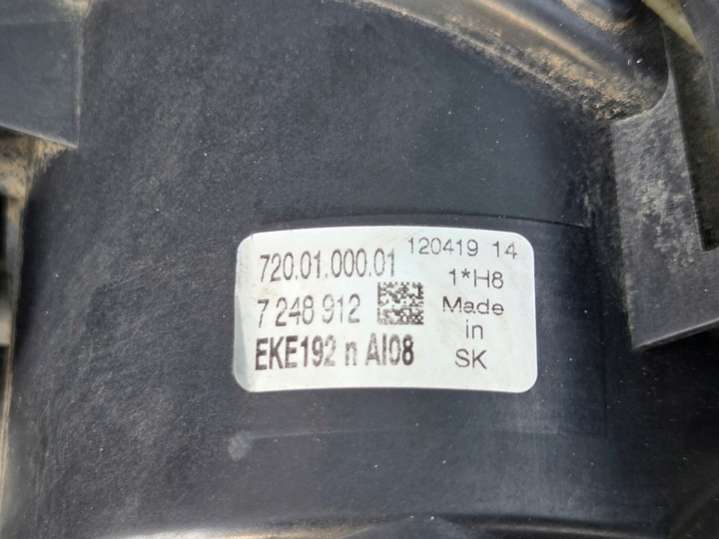 720.01.000.01
7 248 912
EKE192 n AI08
120419 14
1*H8
Made
in
SK